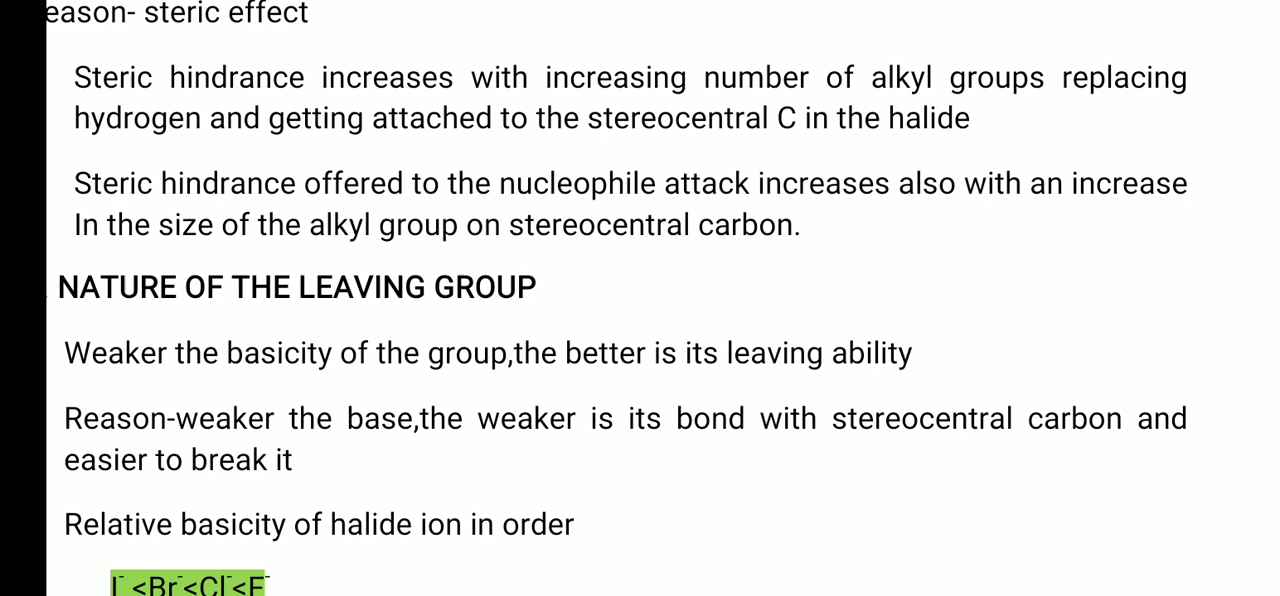 eason- steric effect
Steric hindrance increases with increasing number of alkyl groups replacing
hydrogen and getting attached to the stereocentral C in the halide
Steric hindrance offered to the nucleophile attack increases also with an increase
In the size of the alkyl group on stereocentral carbon.
. NATURE OF THE LEAVING GROUP
Weaker the basicity of the group,the better is its leaving ability
Reason-weaker the base,the weaker is its bond with stereocentral carbon and
easier to break it
Relative basicity of halide ion in order
I⁻ <Br⁻<Cl⁻<F⁻